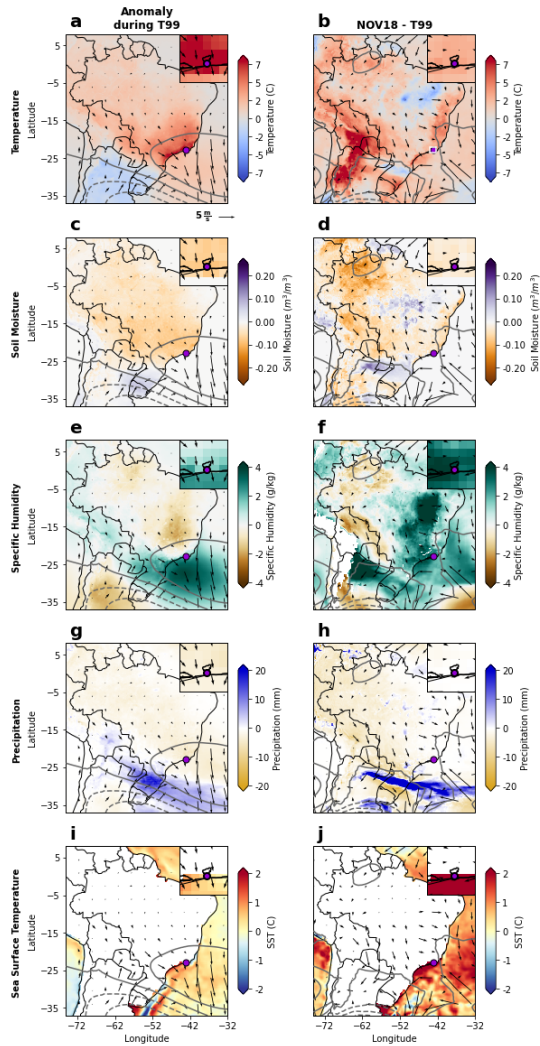 Anomaly
during T99
NOV18 - T99
a
b
5
−5
−15
−25
−35
Temperature
Latitude
7
5
2
0
−2
−5
−7
Temperature (C)
7
5
2
0
−2
−5
−7
Temperature (C)
5 m/s
c
d
5
−5
−15
−25
−35
Soil Moisture
Latitude
0.20
0.10
0.00
−0.10
−0.20
Soil Moisture (m³/m³)
0.20
0.10
0.00
−0.10
−0.20
Soil Moisture (m³/m³)
e
f
5
−5
−15
−25
−35
Specific Humidity
Latitude
4
2
0
−2
−4
Specific Humidity (g/kg)
4
2
0
−2
−4
Specific Humidity (g/kg)
g
h
5
−5
−15
−25
−35
Precipitation
Latitude
20
10
0
−10
−20
Precipitation (mm)
20
10
0
−10
−20
Precipitation (mm)
i
j
5
−5
−15
−25
−35
Sea Surface Temperature
Latitude
2
1
0
−1
−2
SST (C)
2
1
0
−1
−2
SST (C)
−72 −62 −52 −42 −32
−72 −62 −52 −42 −32
Longitude
Longitude